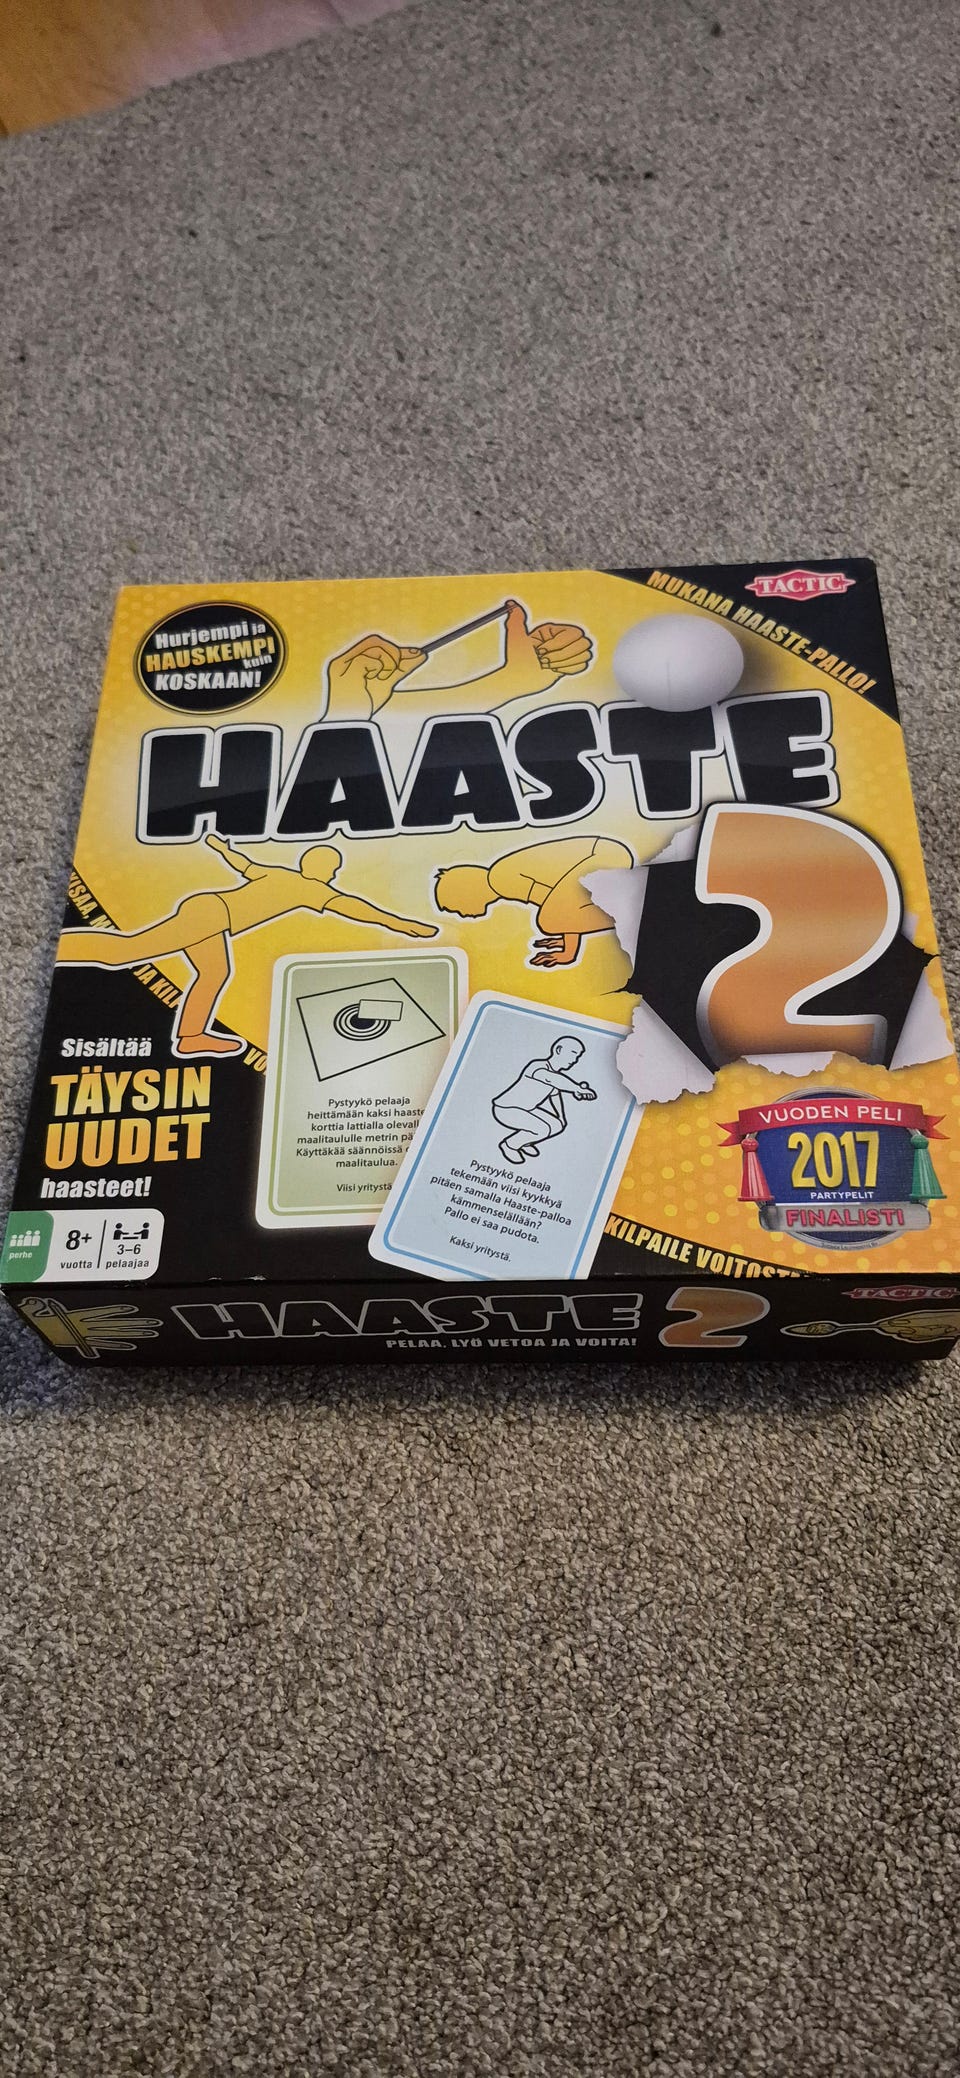 TACTIC
MUKANA HAASTE-PALLO!
Hurjempi ja
HAUSKEMPI
kuin
KOSKAAN!
HAASTE
2
JA KILP
Sisältää
TÄYSIN
UUDET
haasteet!
perhe
8+
vuotta
3–6
pelaajaa
Pystyykö pelaaja
heittämään kaksi haaste
korttia lattialla olevall
maalitaululle metrin pä
Käyttäkää säännöissä
maalitaulua.
Viisi yritystä
Pystyykö pelaaja
tekemään viisi kyykkyä
pitäen samalla Haaste-palloa
kämmenselällään?
Pallo ei saa pudota.
Kaksi yritystä.
VUODEN PELI
2017
PARTYPELIT
FINALISTI
KILPAILE VOITOSTA
HAASTE 2
PELAA, LYÖ VETOA JA VOITA!
TACTIC